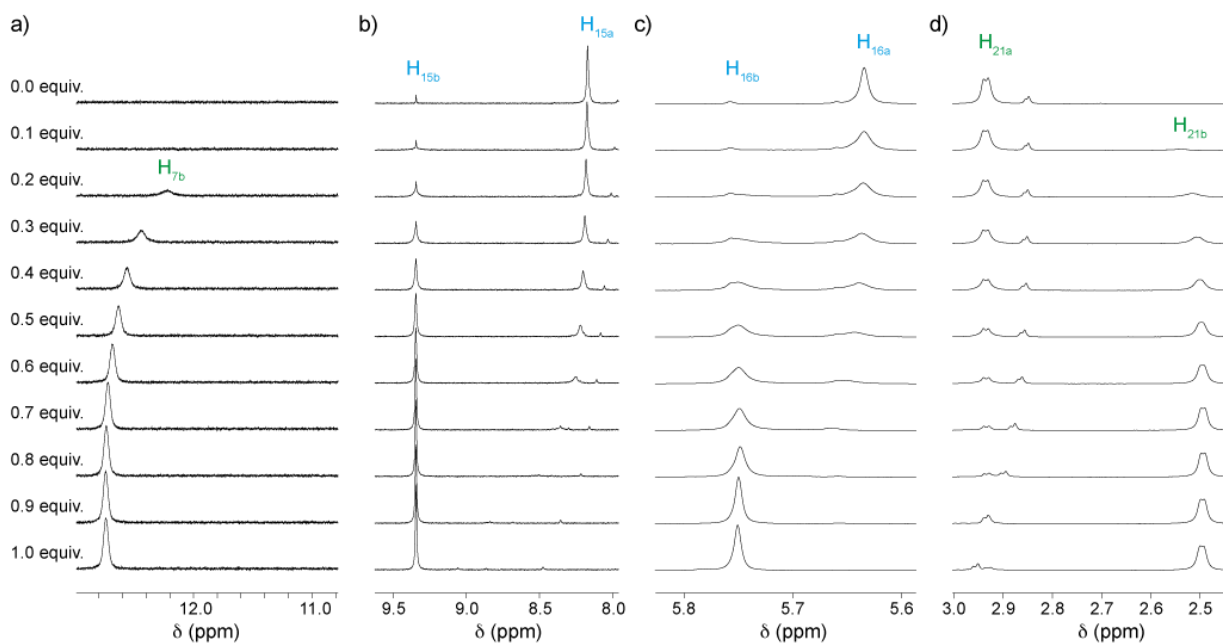 a)
b)
c)
d)
H15b
H15a
H16b
H16a
H21a
H21b
H7b
0.0 equiv.
0.1 equiv.
0.2 equiv.
0.3 equiv.
0.4 equiv.
0.5 equiv.
0.6 equiv.
0.7 equiv.
0.8 equiv.
0.9 equiv.
1.0 equiv.
12.0 11.0
9.5 9.0 8.5 8.0
5.8 5.7 5.6
3.0 2.9 2.8 2.7 2.6 2.5
δ (ppm)
δ (ppm)
δ (ppm)
δ (ppm)